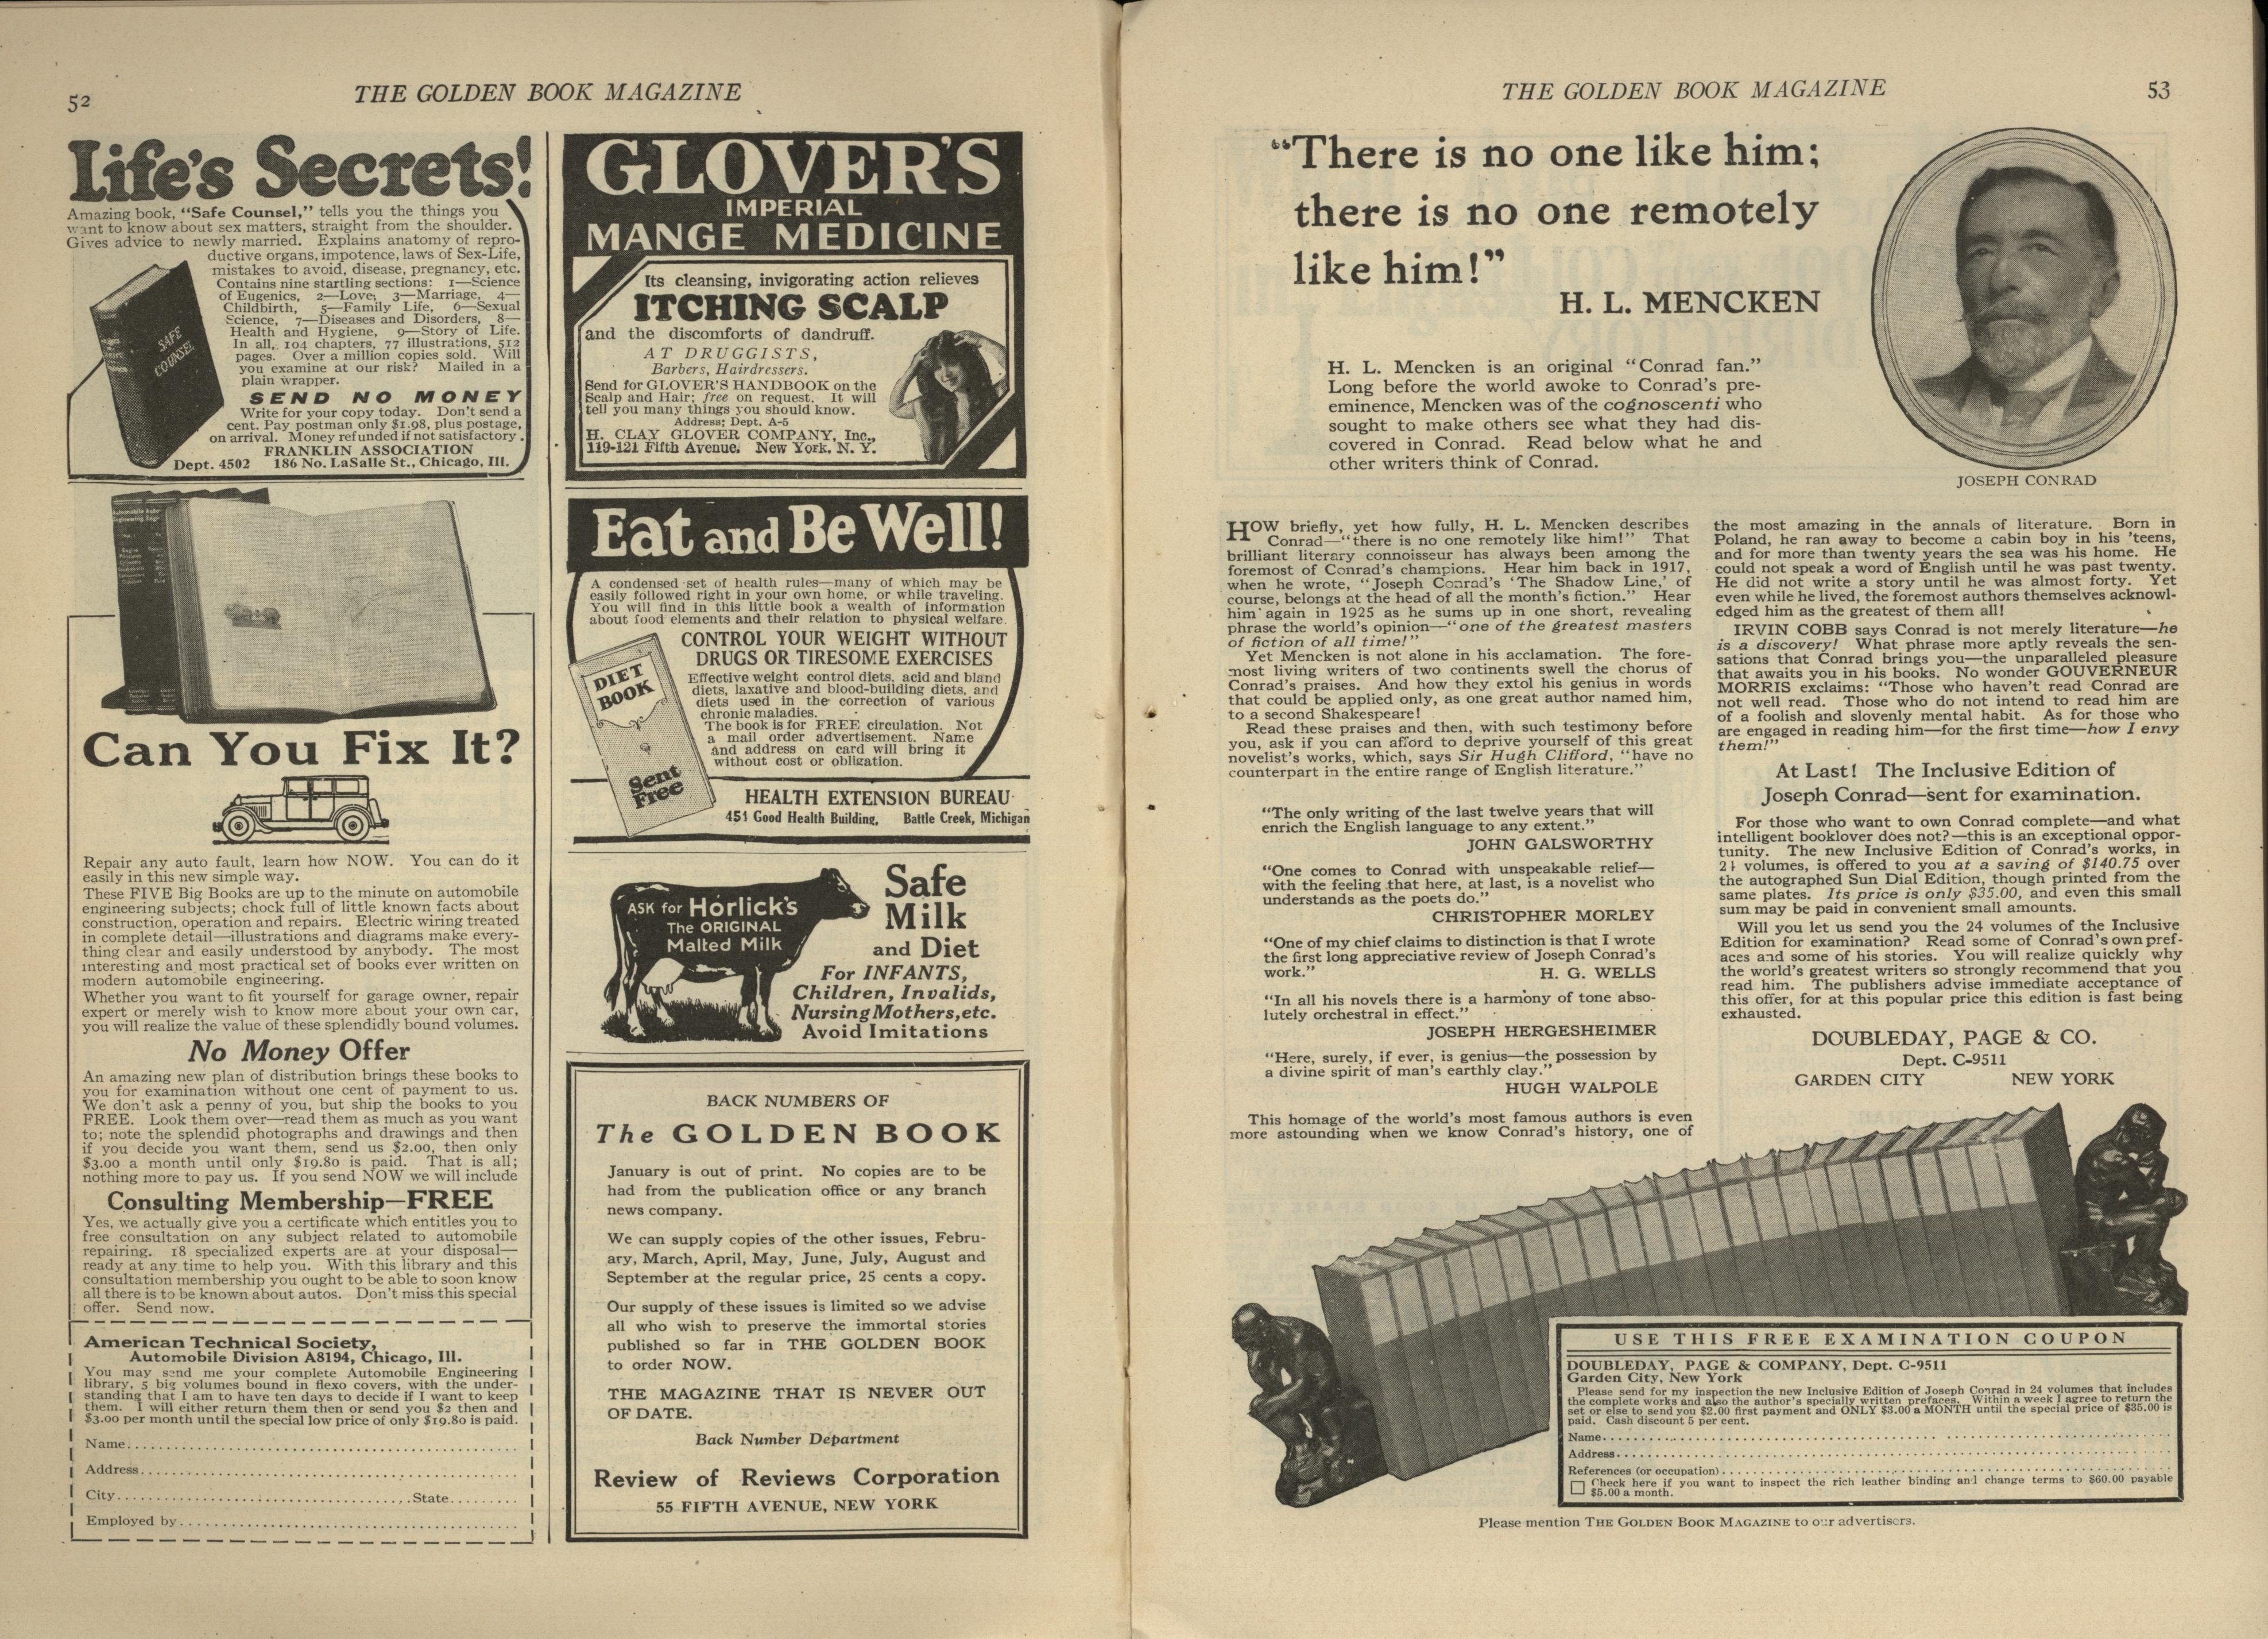 52
THE GOLDEN BOOK MAGAZINE
Life's Secrets!
Amazing book, "Safe Counsel," tells you the things you
want to know about sex matters, straight from the shoulder.
Gives advice to newly married. Explains anatomy of repro-
ductive organs, impotence, laws of Sex-Life,
mistakes to avoid, disease, pregnancy, etc.
Contains nine startling sections: 1—Science
of Eugenics, 2—Love, 3—Marriage, 4—
Childbirth, 5—Family Life, 6—Sexual
Science, 7—Diseases and Disorders, 8—
Health and Hygiene, 9—Story of Life.
In all, 104 chapters, 77 illustrations, 512
pages. Over a million copies sold. Will
you examine at our risk? Mailed in a
plain wrapper.
SAFE
COUNSEL
SEND NO MONEY
Write for your copy today. Don't send a
cent. Pay postman only $1.98, plus postage,
on arrival. Money refunded if not satisfactory.
FRANKLIN ASSOCIATION
Dept. 4502 186 No. LaSalle St., Chicago, Ill.
Can You Fix It?
Repair any auto fault, learn how NOW. You can do it
easily in this new simple way.
These FIVE Big Books are up to the minute on automobile
engineering subjects; chock full of little known facts about
construction, operation and repairs. Electric wiring treated
in complete detail—illustrations and diagrams make every-
thing clear and easily understood by anybody. The most
interesting and most practical set of books ever written on
modern automobile engineering.
Whether you want to fit yourself for garage owner, repair
expert or merely wish to know more about your own car,
you will realize the value of these splendidly bound volumes.
No Money Offer
An amazing new plan of distribution brings these books to
you for examination without one cent of payment to us.
We don't ask a penny of you, but ship the books to you
FREE. Look them over—read them as much as you want
to; note the splendid photographs and drawings and then
if you decide you want them, send us $2.00, then only
$3.00 a month until only $19.80 is paid. That is all;
nothing more to pay us. If you send NOW we will include
Consulting Membership—FREE
Yes, we actually give you a certificate which entitles you to
free consultation on any subject related to automobile
repairing. 18 specialized experts are at your disposal—
ready at any time to help you. With this library and this
consultation membership you ought to be able to soon know
all there is to be known about autos. Don't miss this special
offer. Send now.
American Technical Society,
Automobile Division A8194, Chicago, Ill.
You may send me your complete Automobile Engineering
library, 5 big volumes bound in flexo covers, with the under-
standing that I am to have ten days to decide if I want to keep
them. I will either return them then or send you $2 then and
$3.00 per month until the special low price of only $19.80 is paid.
Name
Address
City State
Employed by
GLOVER'S
IMPERIAL
MANGE MEDICINE
Its cleansing, invigorating action relieves
ITCHING SCALP
and the discomforts of dandruff.
AT DRUGGISTS,
Barbers, Hairdressers.
Send for GLOVER'S HANDBOOK on the
Scalp and Hair; free on request. It will
tell you many things you should know.
Address; Dept. A-5
H. CLAY GLOVER COMPANY, Inc.,
119-121 Fifth Avenue. New York, N. Y.
Eat and Be Well!
A condensed set of health rules—many of which may be
easily followed right in your own home, or while traveling.
You will find in this little book a wealth of information
about food elements and their relation to physical welfare.
CONTROL YOUR WEIGHT WITHOUT
DRUGS OR TIRESOME EXERCISES
Effective weight control diets, acid and bland
diets, laxative and blood-building diets, and
diets used in the correction of various
chronic maladies.
The book is for FREE circulation. Not
a mail order advertisement. Name
and address on card will bring it
without cost or obligation.
DIET
BOOK
Sent
Free
HEALTH EXTENSION BUREAU
451 Good Health Building, Battle Creek, Michigan
ASK for Horlick's
The ORIGINAL
Malted Milk
Safe
Milk
and Diet
For INFANTS,
Children, Invalids,
Nursing Mothers, etc.
Avoid Imitations
BACK NUMBERS OF
The GOLDEN BOOK
January is out of print. No copies are to be
had from the publication office or any branch
news company.
We can supply copies of the other issues, Febru-
ary, March, April, May, June, July, August and
September at the regular price, 25 cents a copy.
Our supply of these issues is limited so we advise
all who wish to preserve the immortal stories
published so far in THE GOLDEN BOOK
to order NOW.
THE MAGAZINE THAT IS NEVER OUT
OF DATE.
Back Number Department
Review of Reviews Corporation
55 FIFTH AVENUE, NEW YORK
THE GOLDEN BOOK MAGAZINE
53
"There is no one like him;
there is no one remotely
like him!"
H. L. MENCKEN
H. L. Mencken is an original "Conrad fan."
Long before the world awoke to Conrad's pre-
eminence, Mencken was of the cognoscenti who
sought to make others see what they had dis-
covered in Conrad. Read below what he and
other writers think of Conrad.
JOSEPH CONRAD
HOW briefly, yet how fully, H. L. Mencken describes
Conrad—"there is no one remotely like him!" That
brilliant literary connoisseur has always been among the
foremost of Conrad's champions. Hear him back in 1917,
when he wrote, "Joseph Conrad's 'The Shadow Line,' of
course, belongs at the head of all the month's fiction." Hear
him again in 1925 as he sums up in one short, revealing
phrase the world's opinion—"one of the greatest masters
of fiction of all time!"
Yet Mencken is not alone in his acclamation. The fore-
most living writers of two continents swell the chorus of
Conrad's praises. And how they extol his genius in words
that could be applied only, as one great author named him,
to a second Shakespeare!
Read these praises and then, with such testimony before
you, ask if you can afford to deprive yourself of this great
novelist's works, which, says Sir Hugh Clifford, "have no
counterpart in the entire range of English literature."
"The only writing of the last twelve years that will
enrich the English language to any extent."
JOHN GALSWORTHY
"One comes to Conrad with unspeakable relief—
with the feeling that here, at last, is a novelist who
understands as the poets do."
CHRISTOPHER MORLEY
"One of my chief claims to distinction is that I wrote
the first long appreciative review of Joseph Conrad's
work." H. G. WELLS
"In all his novels there is a harmony of tone abso-
lutely orchestral in effect."
JOSEPH HERGESHEIMER
"Here, surely, if ever, is genius—the possession by
a divine spirit of man's earthly clay."
HUGH WALPOLE
This homage of the world's most famous authors is even
more astounding when we know Conrad's history, one of
the most amazing in the annals of literature. Born in
Poland, he ran away to become a cabin boy in his 'teens,
and for more than twenty years the sea was his home. He
could not speak a word of English until he was past twenty.
He did not write a story until he was almost forty. Yet
even while he lived, the foremost authors themselves acknowl-
edged him as the greatest of them all!
IRVIN COBB says Conrad is not merely literature—he
is a discovery! What phrase more aptly reveals the sen-
sations that Conrad brings you—the unparalleled pleasure
that awaits you in his books. No wonder GOUVERNEUR
MORRIS exclaims: "Those who haven't read Conrad are
not well read. Those who do not intend to read him are
of a foolish and slovenly mental habit. As for those who
are engaged in reading him—for the first time—how I envy
them!"
At Last! The Inclusive Edition of
Joseph Conrad—sent for examination.
For those who want to own Conrad complete—and what
intelligent booklover does not?—this is an exceptional oppor-
tunity. The new Inclusive Edition of Conrad's works, in
24 volumes, is offered to you at a saving of $140.75 over
the autographed Sun Dial Edition, though printed from the
same plates. Its price is only $35.00, and even this small
sum may be paid in convenient small amounts.
Will you let us send you the 24 volumes of the Inclusive
Edition for examination? Read some of Conrad's own pref-
aces and some of his stories. You will realize quickly why
the world's greatest writers so strongly recommend that you
read him. The publishers advise immediate acceptance of
this offer, for at this popular price this edition is fast being
exhausted.
DOUBLEDAY, PAGE & CO.
Dept. C-9511
GARDEN CITY NEW YORK
USE THIS FREE EXAMINATION COUPON
DOUBLEDAY, PAGE & COMPANY, Dept. C-9511
Garden City, New York
Please send for my inspection the new Inclusive Edition of Joseph Conrad in 24 volumes that includes
the complete works and also the author's specially written prefaces. Within a week I agree to return the
set or else to send you $2.00 first payment and ONLY $3.00 a MONTH until the special price of $35.00 is
paid. Cash discount 5 per cent.
Name
Address
References (or occupation)
Check here if you want to inspect the rich leather binding and change terms to $60.00 payable
$5.00 a month.
Please mention THE GOLDEN BOOK MAGAZINE to our advertisers.